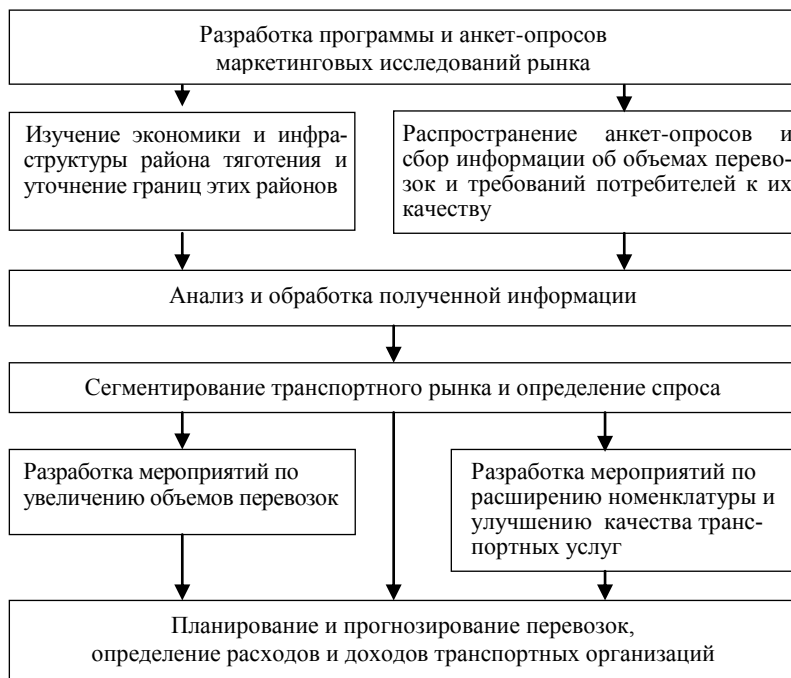 Разработка программы и анкет-опросов
маркетинговых исследований рынка
Изучение экономики и инфра-
структуры района тяготения и
уточнение границ этих районов
Распространение анкет-опросов и
сбор информации об объемах перево-
зок и требований потребителей к их
качеству
Анализ и обработка полученной информации
Сегментирование транспортного рынка и определение спроса
Разработка мероприятий по
увеличению объемов перевозок
Разработка мероприятий по
расширению номенклатуры и
улучшению качества транс-
портных услуг
Планирование и прогнозирование перевозок,
определение расходов и доходов транспортных организаций